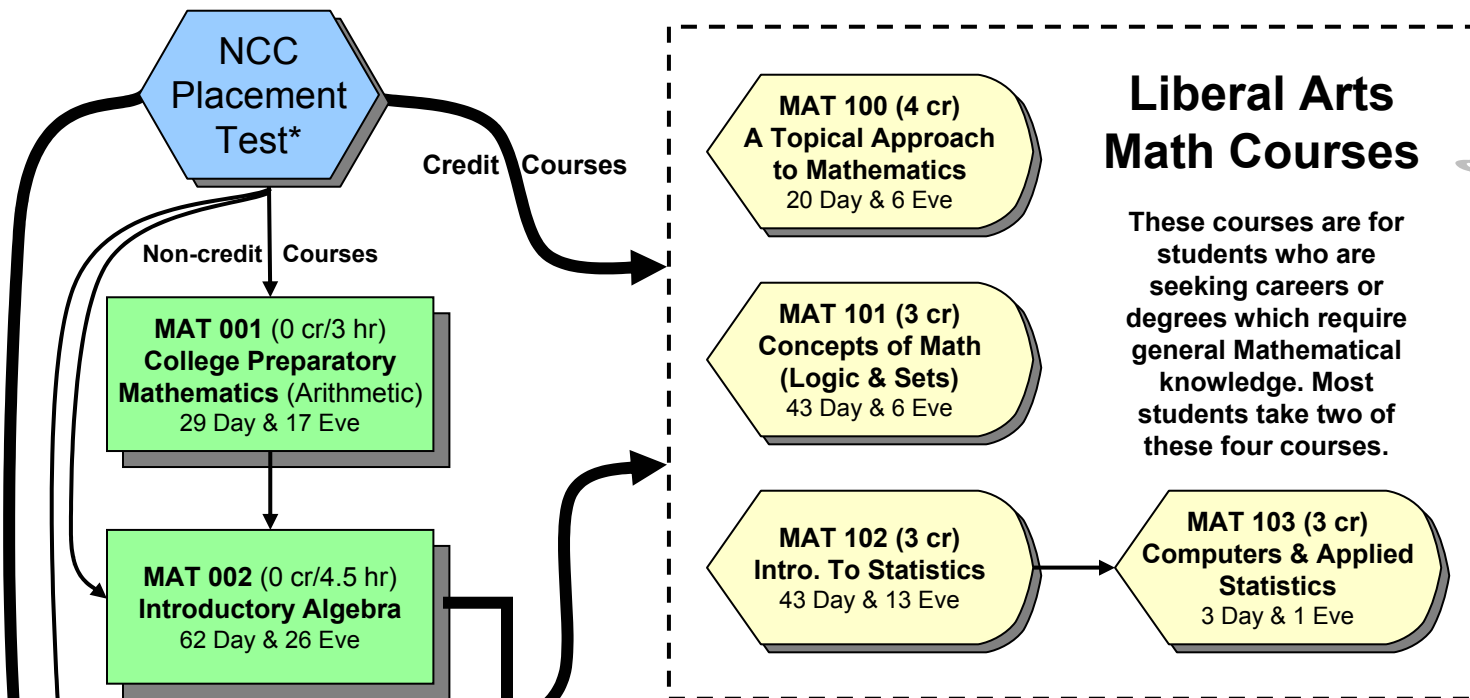 NCC
Placement
Test*
Credit Courses
Non-credit Courses
MAT 001 (0 cr/3 hr)
College Preparatory
Mathematics (Arithmetic)
29 Day & 17 Eve
MAT 002 (0 cr/4.5 hr)
Introductory Algebra
62 Day & 26 Eve
Liberal Arts
Math Courses
These courses are for
students who are
seeking careers or
degrees which require
general Mathematical
knowledge. Most
students take two of
these four courses.
MAT 100 (4 cr)
A Topical Approach
to Mathematics
20 Day & 6 Eve
MAT 101 (3 cr)
Concepts of Math
(Logic & Sets)
43 Day & 6 Eve
MAT 102 (3 cr)
Intro. To Statistics
43 Day & 13 Eve
MAT 103 (3 cr)
Computers & Applied
Statistics
3 Day & 1 Eve